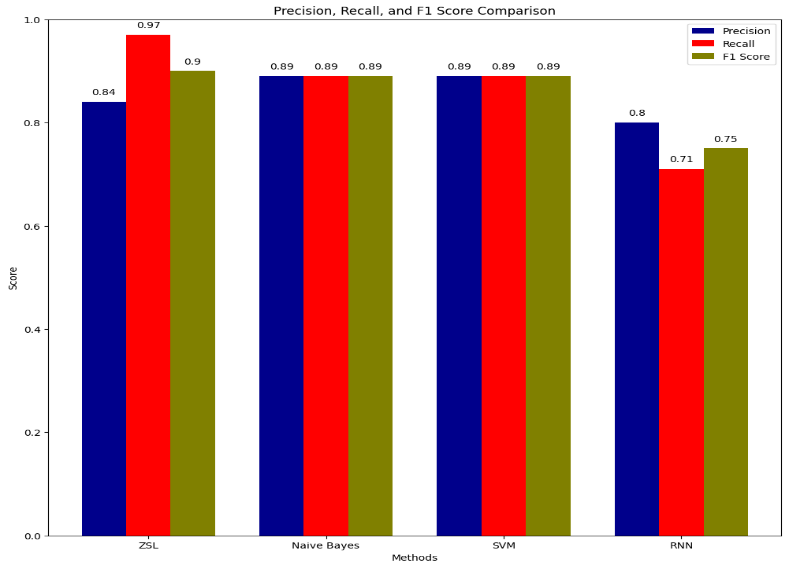 Precision, Recall, and F1 Score Comparison
1.0
0.8
0.6
0.4
0.2
0.0
Score
0.84
0.97
0.9
0.89
0.89
0.89
0.89
0.89
0.89
0.8
0.71
0.75
Precision
Recall
F1 Score
ZSL
Naive Bayes
SVM
RNN
Methods